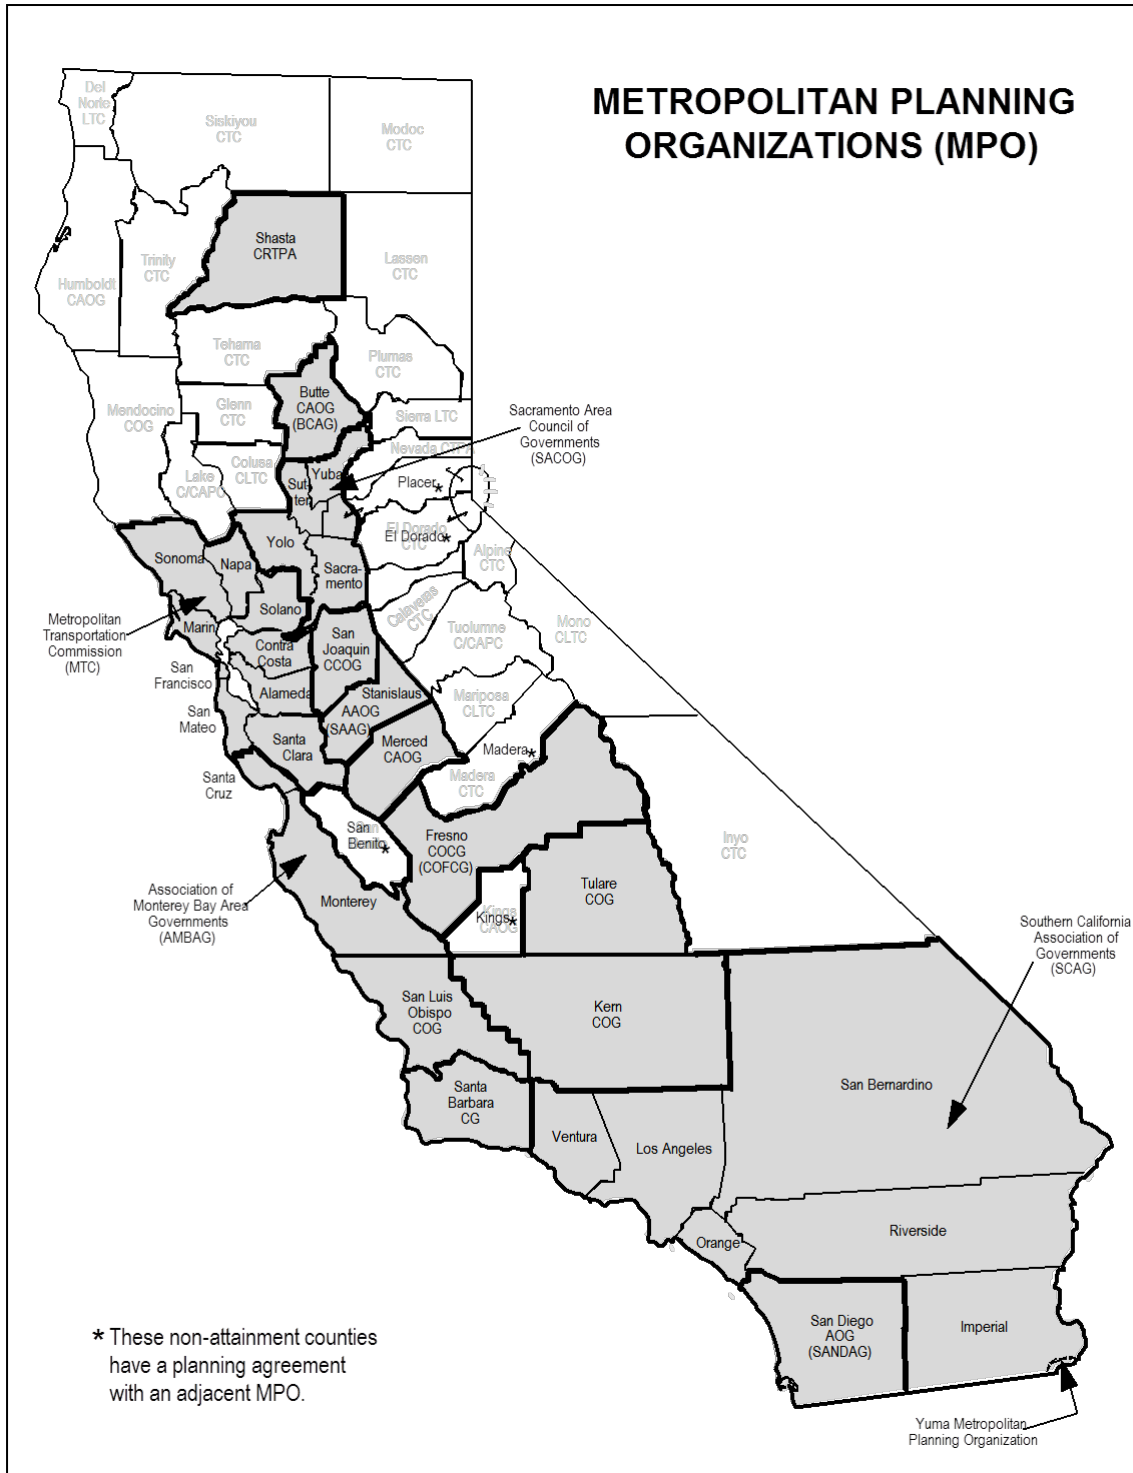 METROPOLITAN PLANNING
ORGANIZATIONS (MPO)
Del
Norte
LTC
Siskiyou
CTC
Modoc
CTC
Shasta
CRTPA
Trinity
CTC
Lassen
CTC
Humboldt
CAOG
Tehama
CTC
Plumas
CTC
Butte
CAOG
(BCAG)
Glenn
CTC
Mendocino
COG
Sierra LTC
Sacramento Area
Council of
Governments
(SACOG)
Nevada CTPA
Colusa
CLTC
Lake
C/CAPC
Yuba
Sut-
ter
Placer*
El Dorado
CTC
El Dorado*
Yolo
Sonoma
Napa
Sacra-
mento
Alpine
CTC
Solano
Calaveras
CTC
Metropolitan
Transportation
Commission
(MTC)
Marin
Tuolumne
C/CAPC
Mono
CLTC
Contra
Costa
San
Joaquin
CCOG
San
Francisco
Alameda
Stanislaus
AAOG
(SAAG)
Mariposa
CLTC
San
Mateo
Santa
Clara
Merced
CAOG
Madera*
Madera
CTC
Santa
Cruz
San
Benito*
Fresno
COCG
(COFCG)
Inyo
CTC
Tulare
COG
Association of
Monterey Bay Area
Governments
(AMBAG)
Monterey
Kings
CAOG
Kings*
Southern California
Association of
Governments
(SCAG)
San Luis
Obispo
COG
Kern
COG
San Bernardino
Santa
Barbara
CG
Ventura
Los Angeles
Orange
Riverside
San Diego
AOG
(SANDAG)
Imperial
* These non-attainment counties
have a planning agreement
with an adjacent MPO.
Yuma Metropolitan
Planning Organization